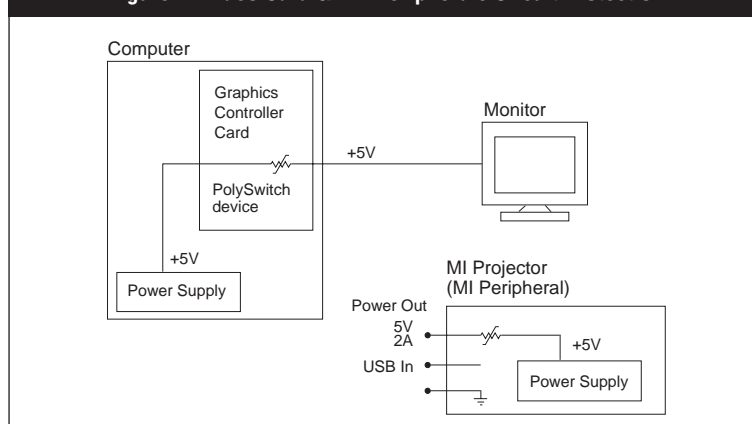 Computer
Graphics
Controller
Card
Monitor
+5V
PolySwitch
device
+5V
Power Supply
MI Projector
(MI Peripheral)
Power Out
5V
2A
+5V
USB In
Power Supply